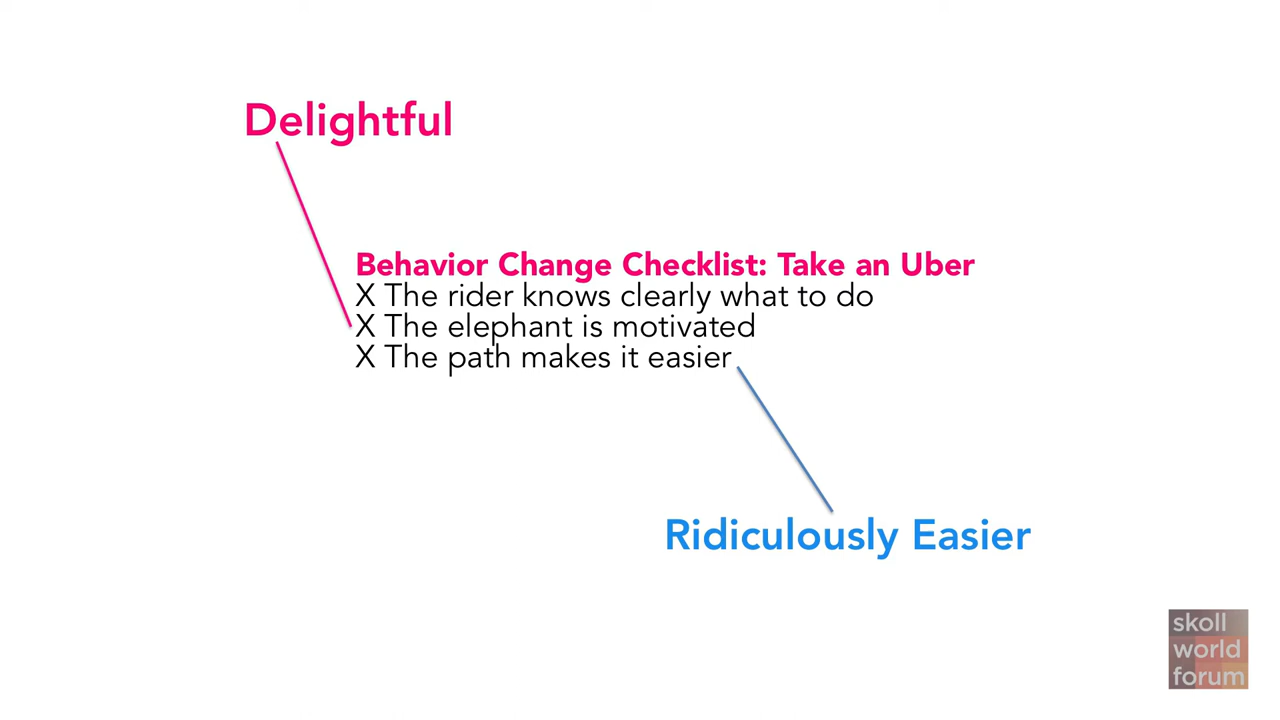 Delightful
Behavior Change Checklist: Take an Uber
X The rider knows clearly what to do
X The elephant is motivated
X The path makes it easier
Ridiculously Easier
skoll
world
forum